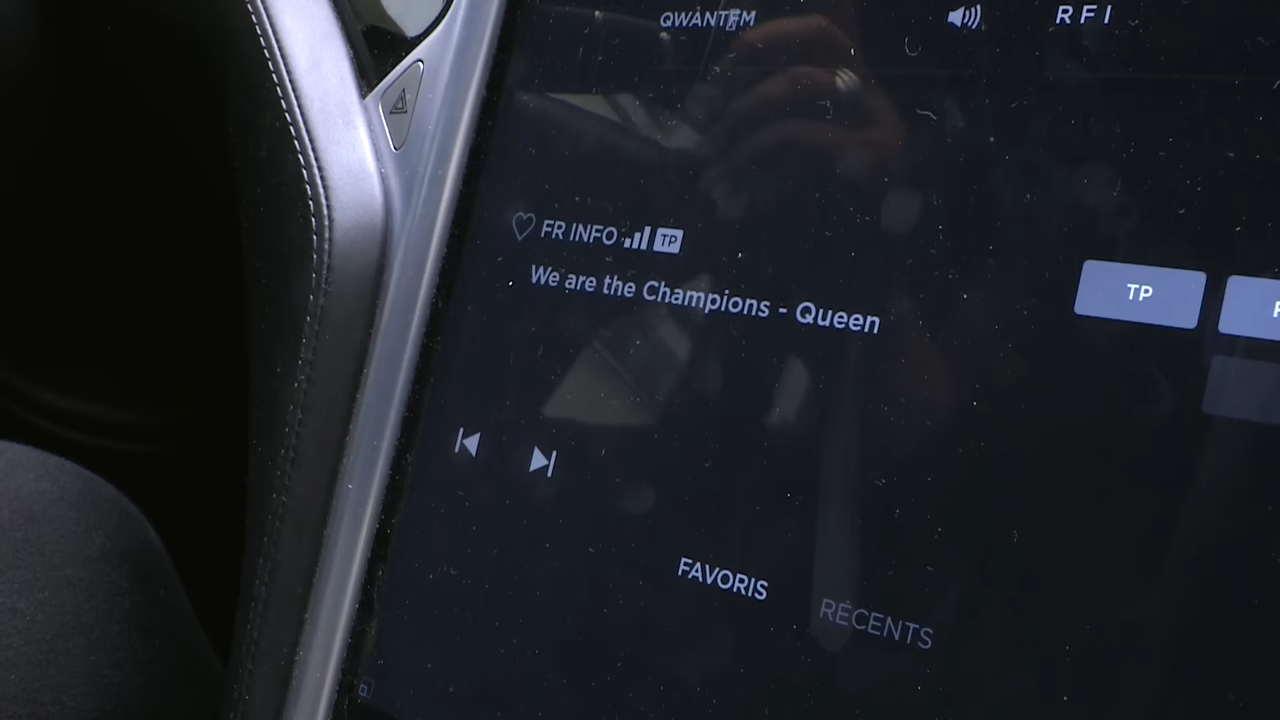 QWANTFM
RFI
FR INFO TP
We are the Champions - Queen
TP
FAVORIS
RÉCENTS